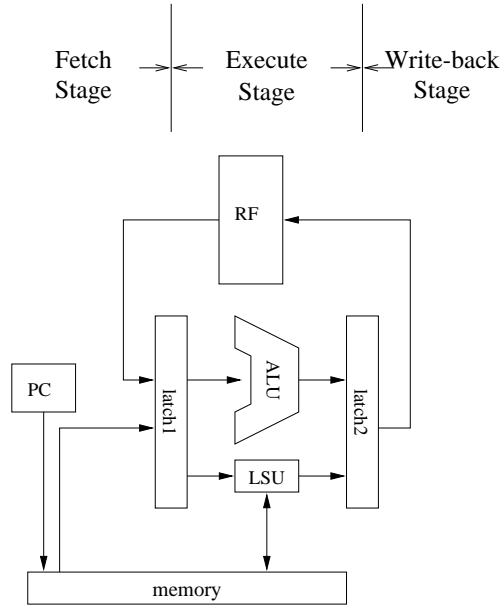 Fetch
Stage
Execute
Stage
Write-back
Stage
RF
PC
latch1
ALU
latch2
LSU
memory